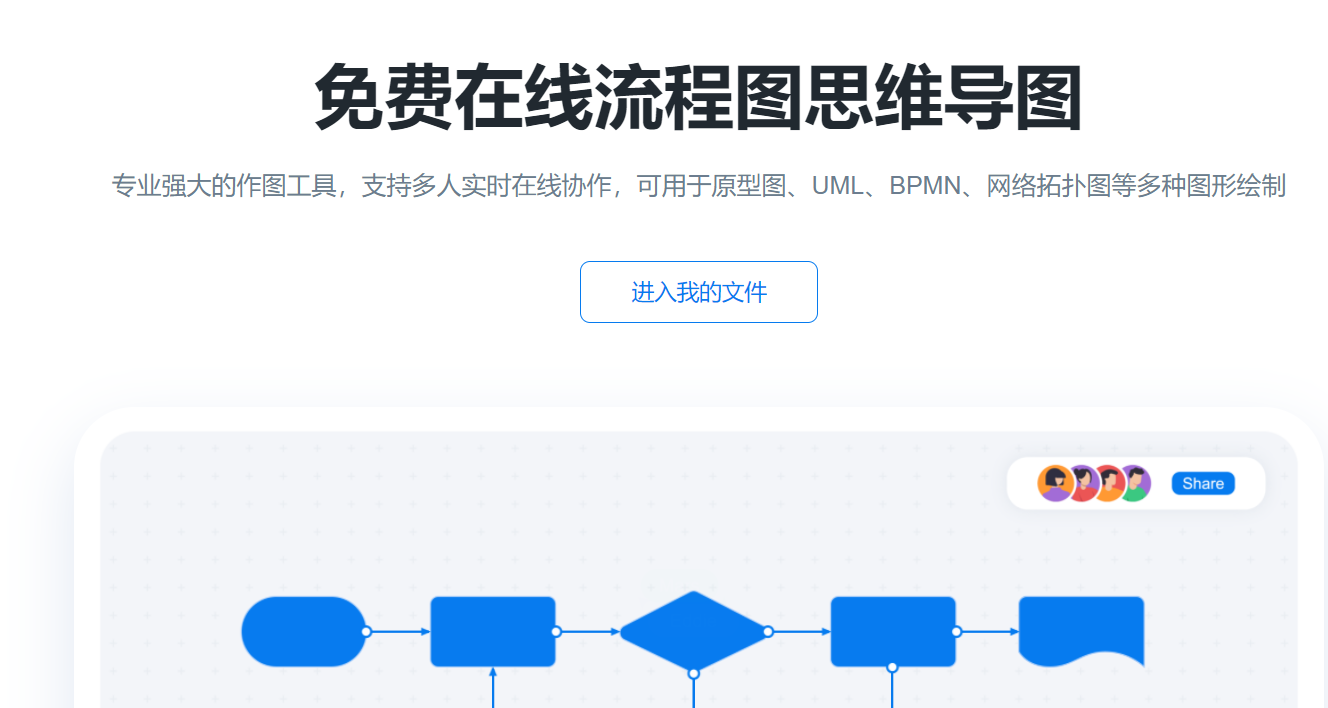 免费在线流程图思维导图
专业强大的作图工具，支持多人实时在线协作，可用于原型图、UML、BPMN、网络拓扑图等多种图形绘制
进入我的文件
Share